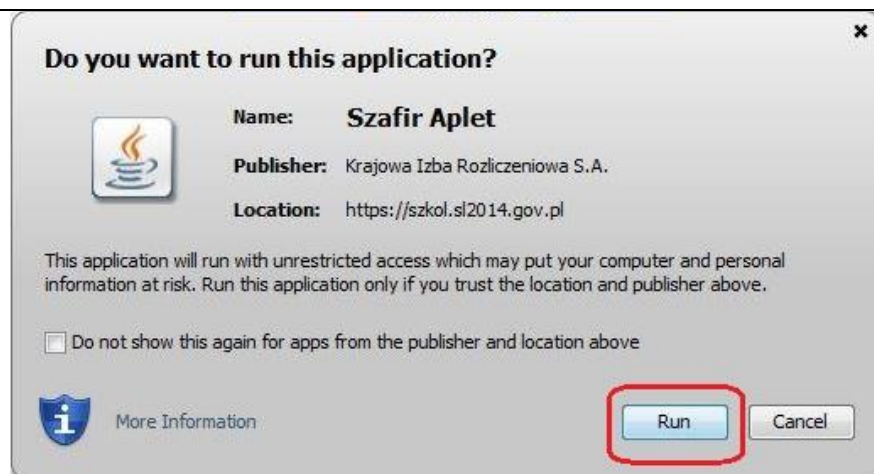 Do you want to run this application?
Name: Szafir Aplet
Publisher: Krajowa Izba Rozliczeniowa S.A.
Location: https://szkol.sl2014.gov.pl
This application will run with unrestricted access which may put your computer and personal
information at risk. Run this application only if you trust the location and publisher above.
Do not show this again for apps from the publisher and location above
More Information
Run
Cancel